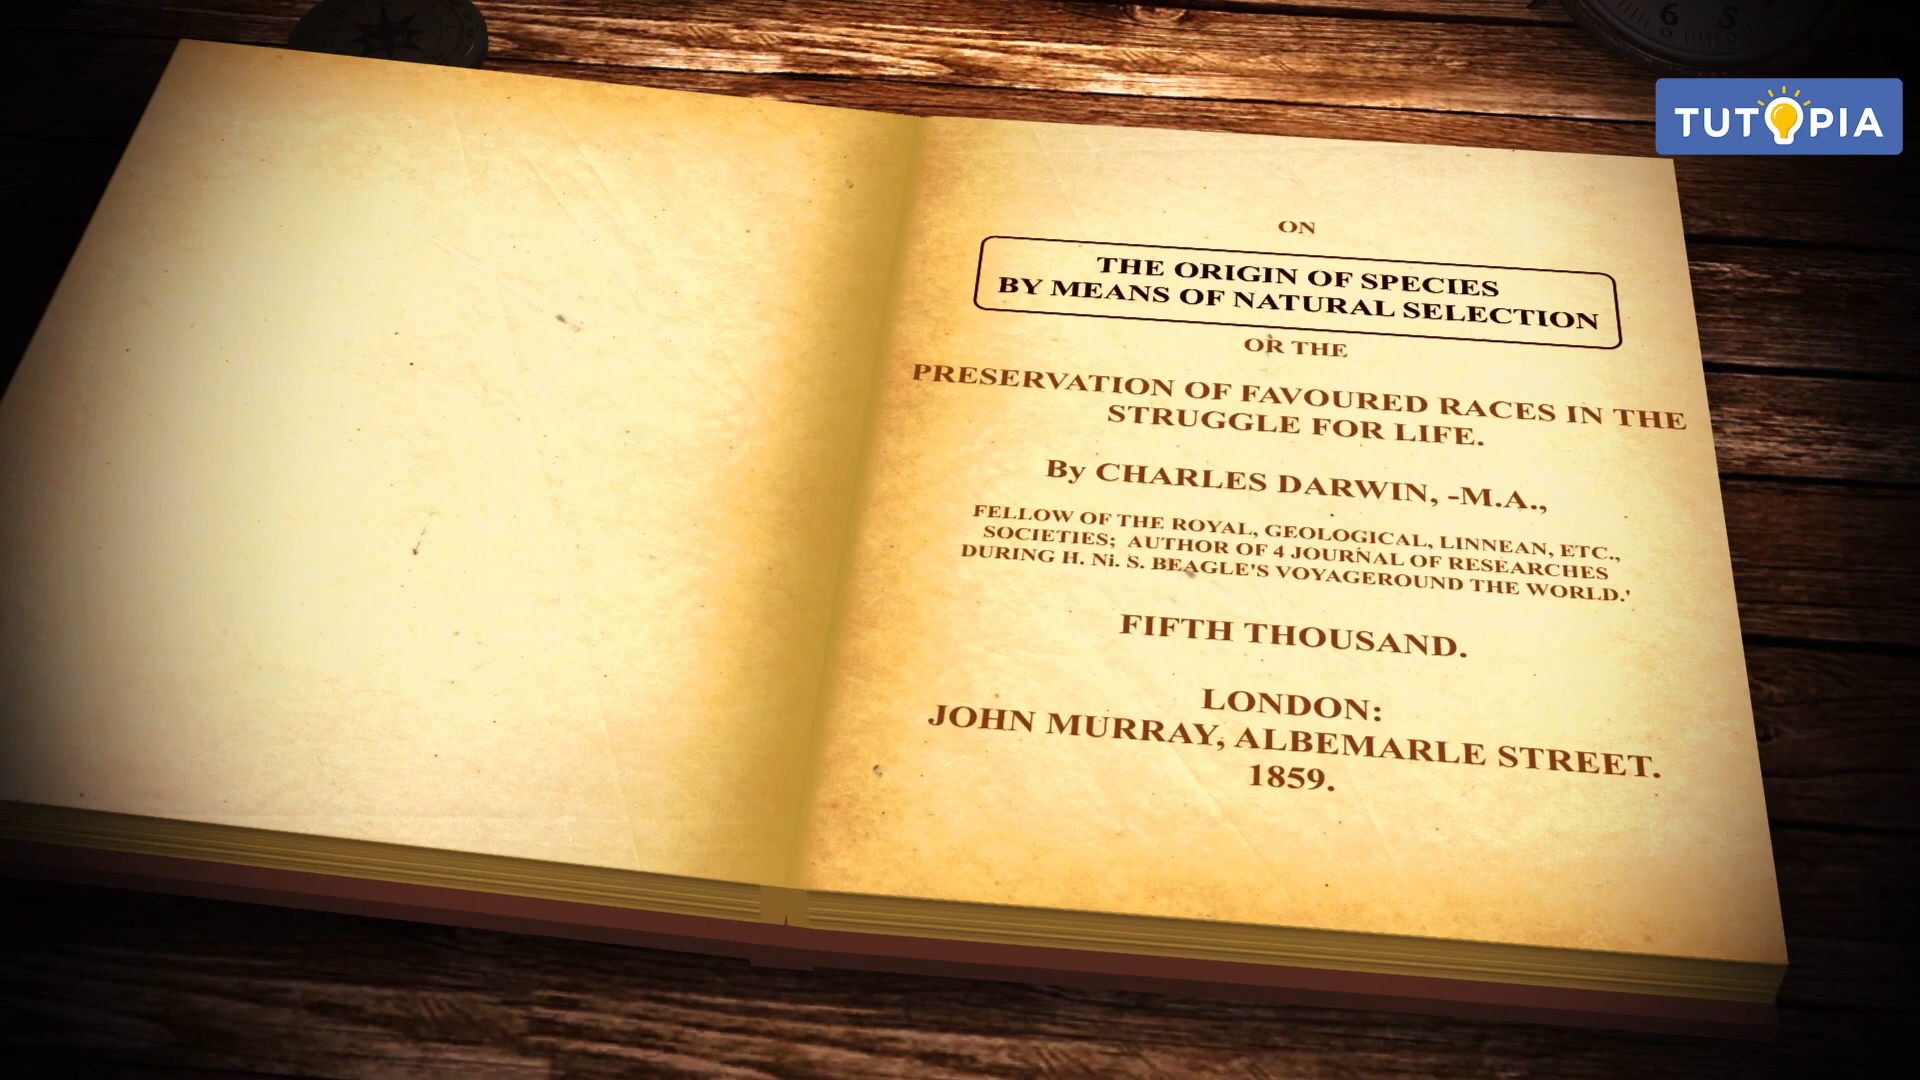 TUTOPIA
ON
THE ORIGIN OF SPECIES
BY MEANS OF NATURAL SELECTION
OR THE
PRESERVATION OF FAVOURED RACES IN THE
STRUGGLE FOR LIFE.
By CHARLES DARWIN, -M.A.,
FELLOW OF THE ROYAL, GEOLOGICAL, LINNEAN, ETC.,
SOCIETIES; AUTHOR OF 4 JOURNAL OF RESEARCHES
DURING H. Ni. S. BEAGLE'S VOYAGEROUND THE WORLD.'
FIFTH THOUSAND.
LONDON:
JOHN MURRAY, ALBEMARLE STREET.
1859.
6 5